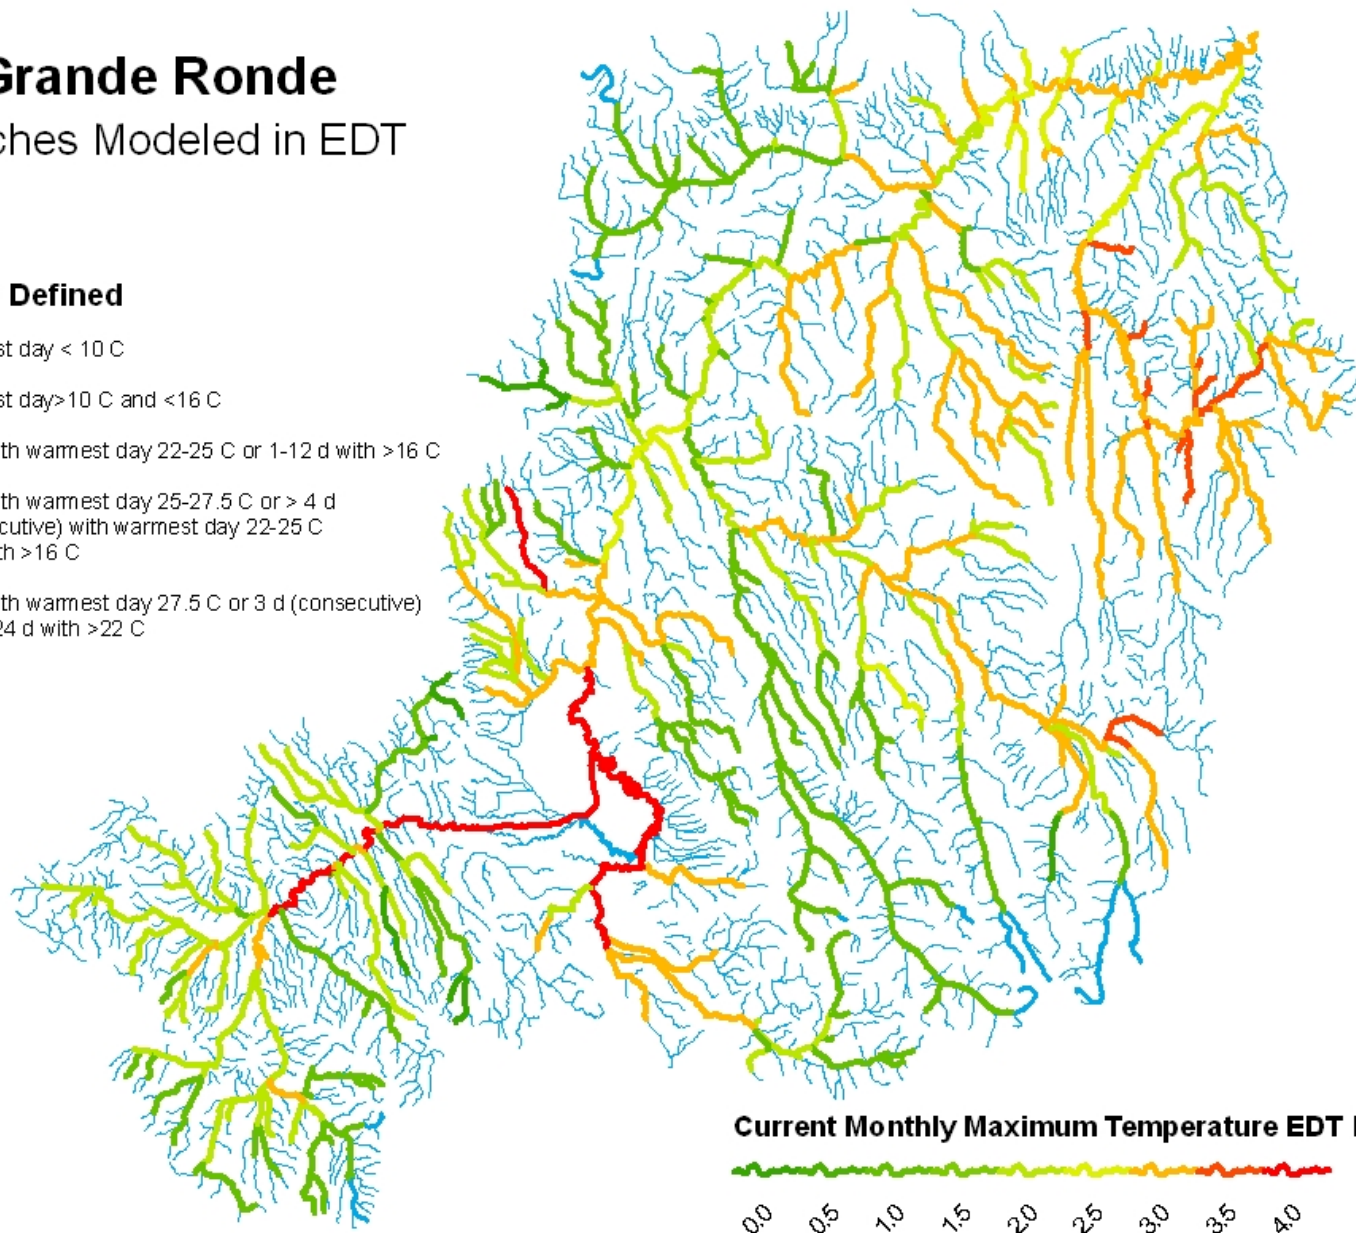 Grande Ronde
ches Modeled in EDT
Defined
st day < 10 C
st day>10 C and <16 C
th warmest day 22-25 C or 1-12 d with >16 C
th warmest day 25-27.5 C or > 4 d
cutive) with warmest day 22-25 C
th >16 C
th warmest day 27.5 C or 3 d (consecutive)
24 d with >22 C
Current Monthly Maximum Temperature EDT
0.0 0.5 1.0 1.5 2.0 2.5 3.0 3.5 4.0